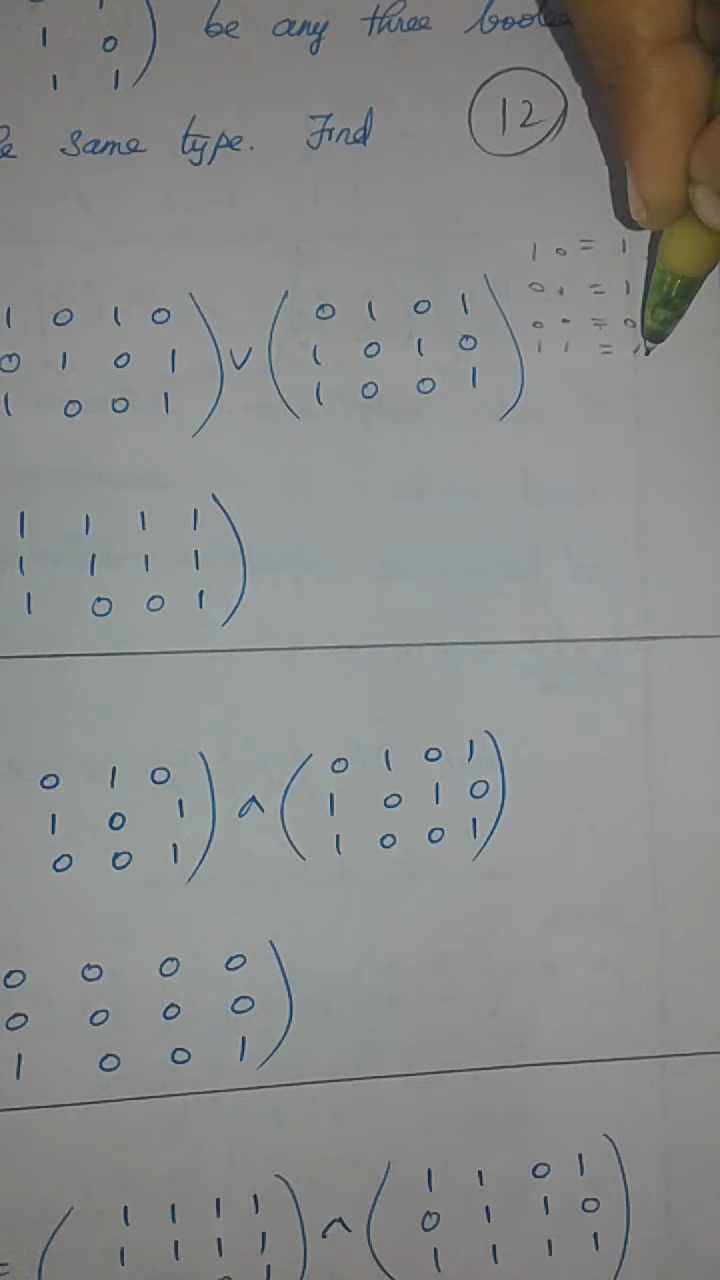 1 0
1 1 ) be any three
same type. Find 12
1 0 = 1
0 1 = 1
0 0 = 0
1 1 =
1 0 1 0 ) ∨ ( 0 1 0 1 )
0 1 0 1 1 0 1 0
1 0 0 1 1 0 0 1
1 1 1 1 )
1 1 1 1
1 0 0 1
0 1 0 ) ∧ ( 0 1 0 1 )
1 0 1 1 0 1 0
0 0 1 1 0 0 1
0 0 0 0 )
0 0 0 0
1 0 0 1
= ( 1 1 1 1 ) ∧ ( 1 1 0 1 )
1 1 1 1 0 1 1 0
1 1 1 1